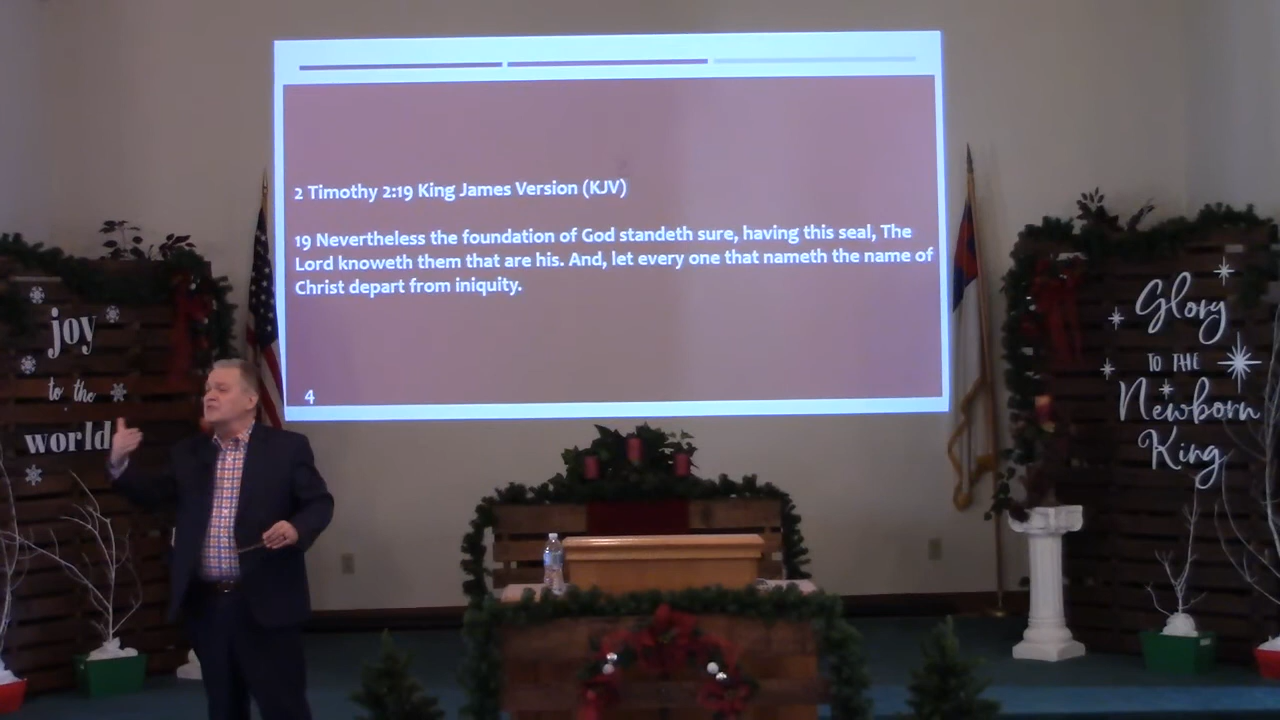 2 Timothy 2:19 King James Version (KJV)
19 Nevertheless the foundation of God standeth sure, having this seal, The
Lord knoweth them that are his. And, let every one that nameth the name of
Christ depart from iniquity.
4
joy
to the
world
Glory
TO THE
Newborn
King